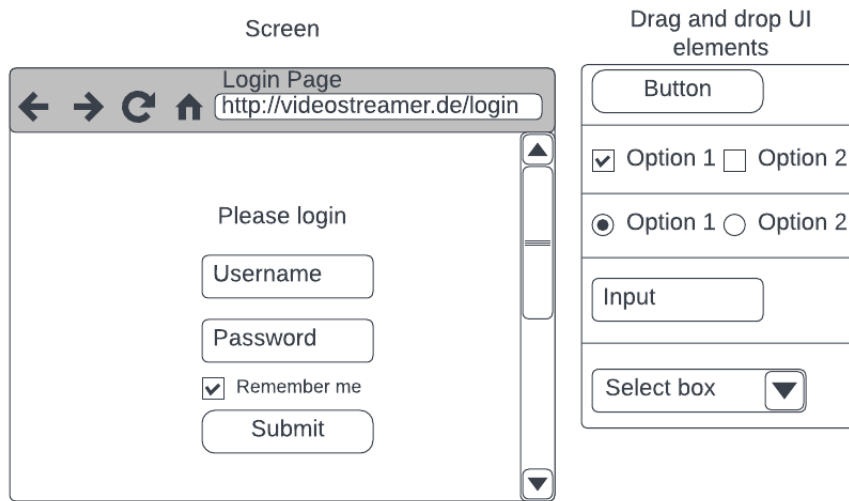 Screen
Login Page
http://videostreamer.de/login
Please login
Username
Password
Remember me
Submit
Drag and drop UI
elements
Button
Option 1 Option 2
Option 1 Option 2
Input
Select box